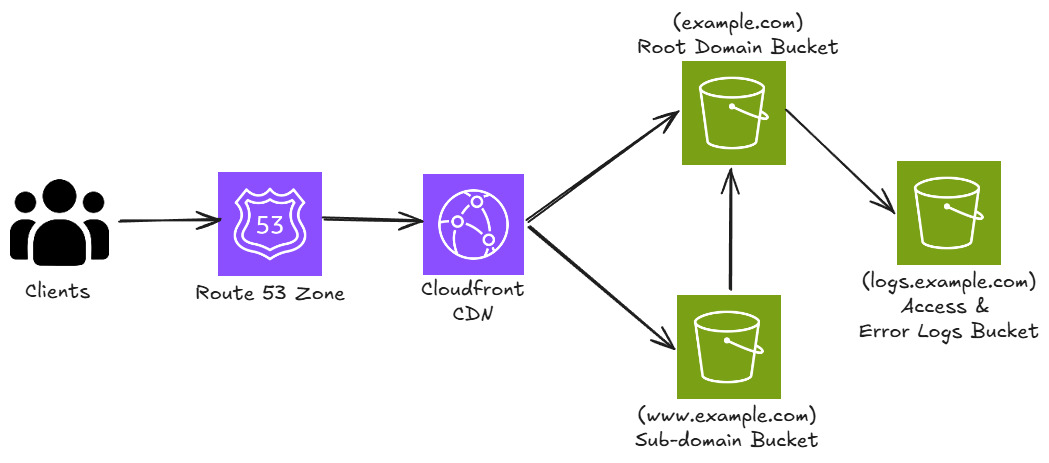 (example.com)
Root Domain Bucket
53
Clients
Route 53 Zone
Cloudfront
CDN
(logs.example.com)
Access &
Error Logs Bucket
(www.example.com)
Sub-domain Bucket